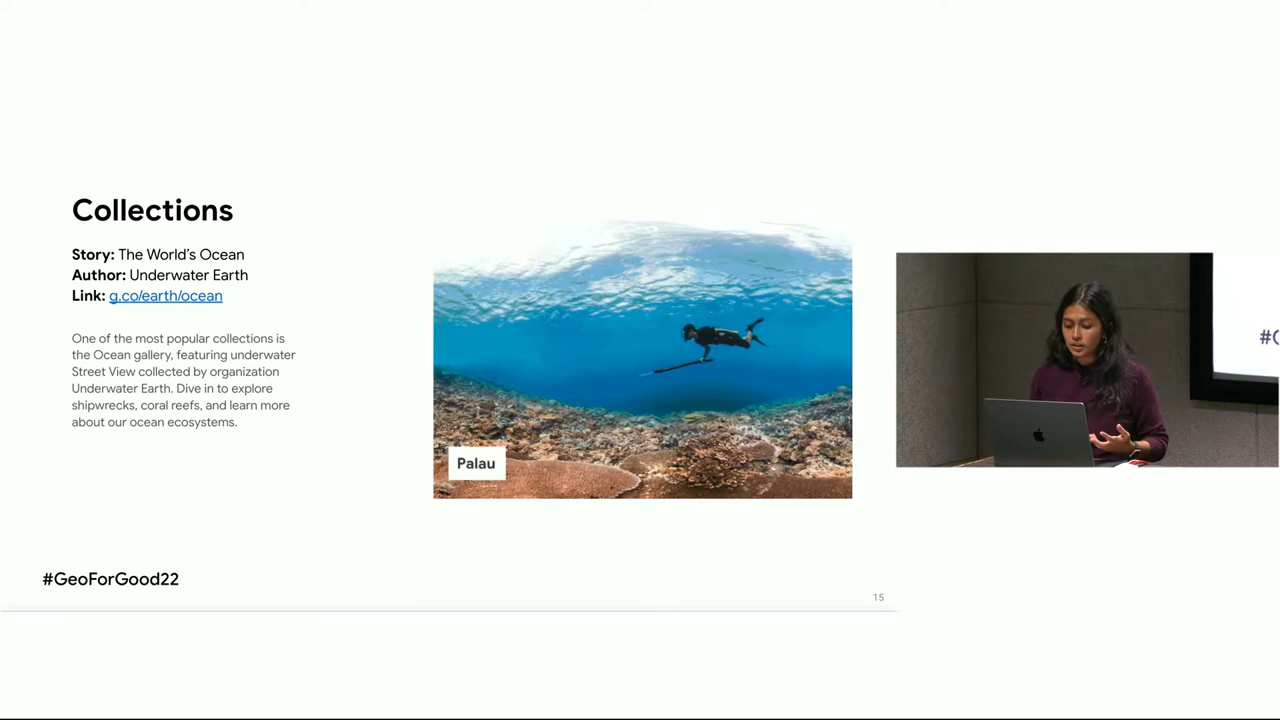 Collections
Story: The World's Ocean
Author: Underwater Earth
Link: g.co/earth/ocean
One of the most popular collections is
the Ocean gallery, featuring underwater
Street View collected by organization
Underwater Earth. Dive in to explore
shipwrecks, coral reefs, and learn more
about our ocean ecosystems.
Palau
#GeoForGood22
15